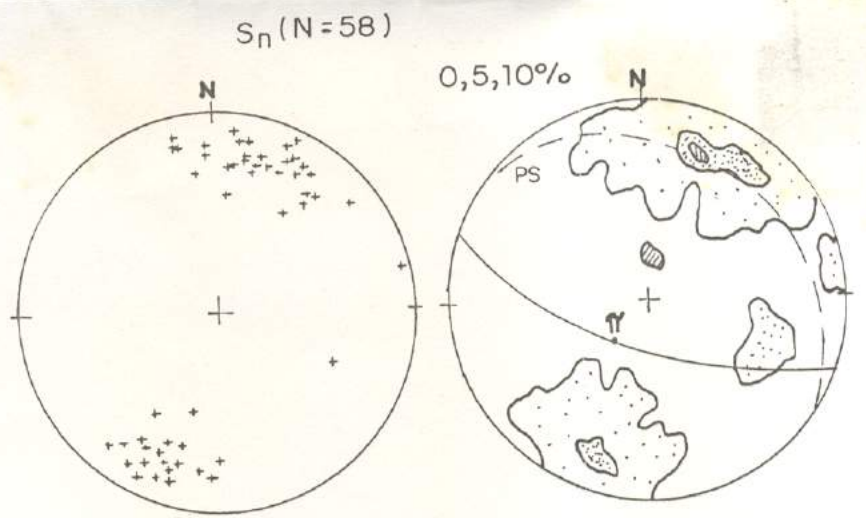 Sn (N=58)
0,5,10%
N
N
PS
π